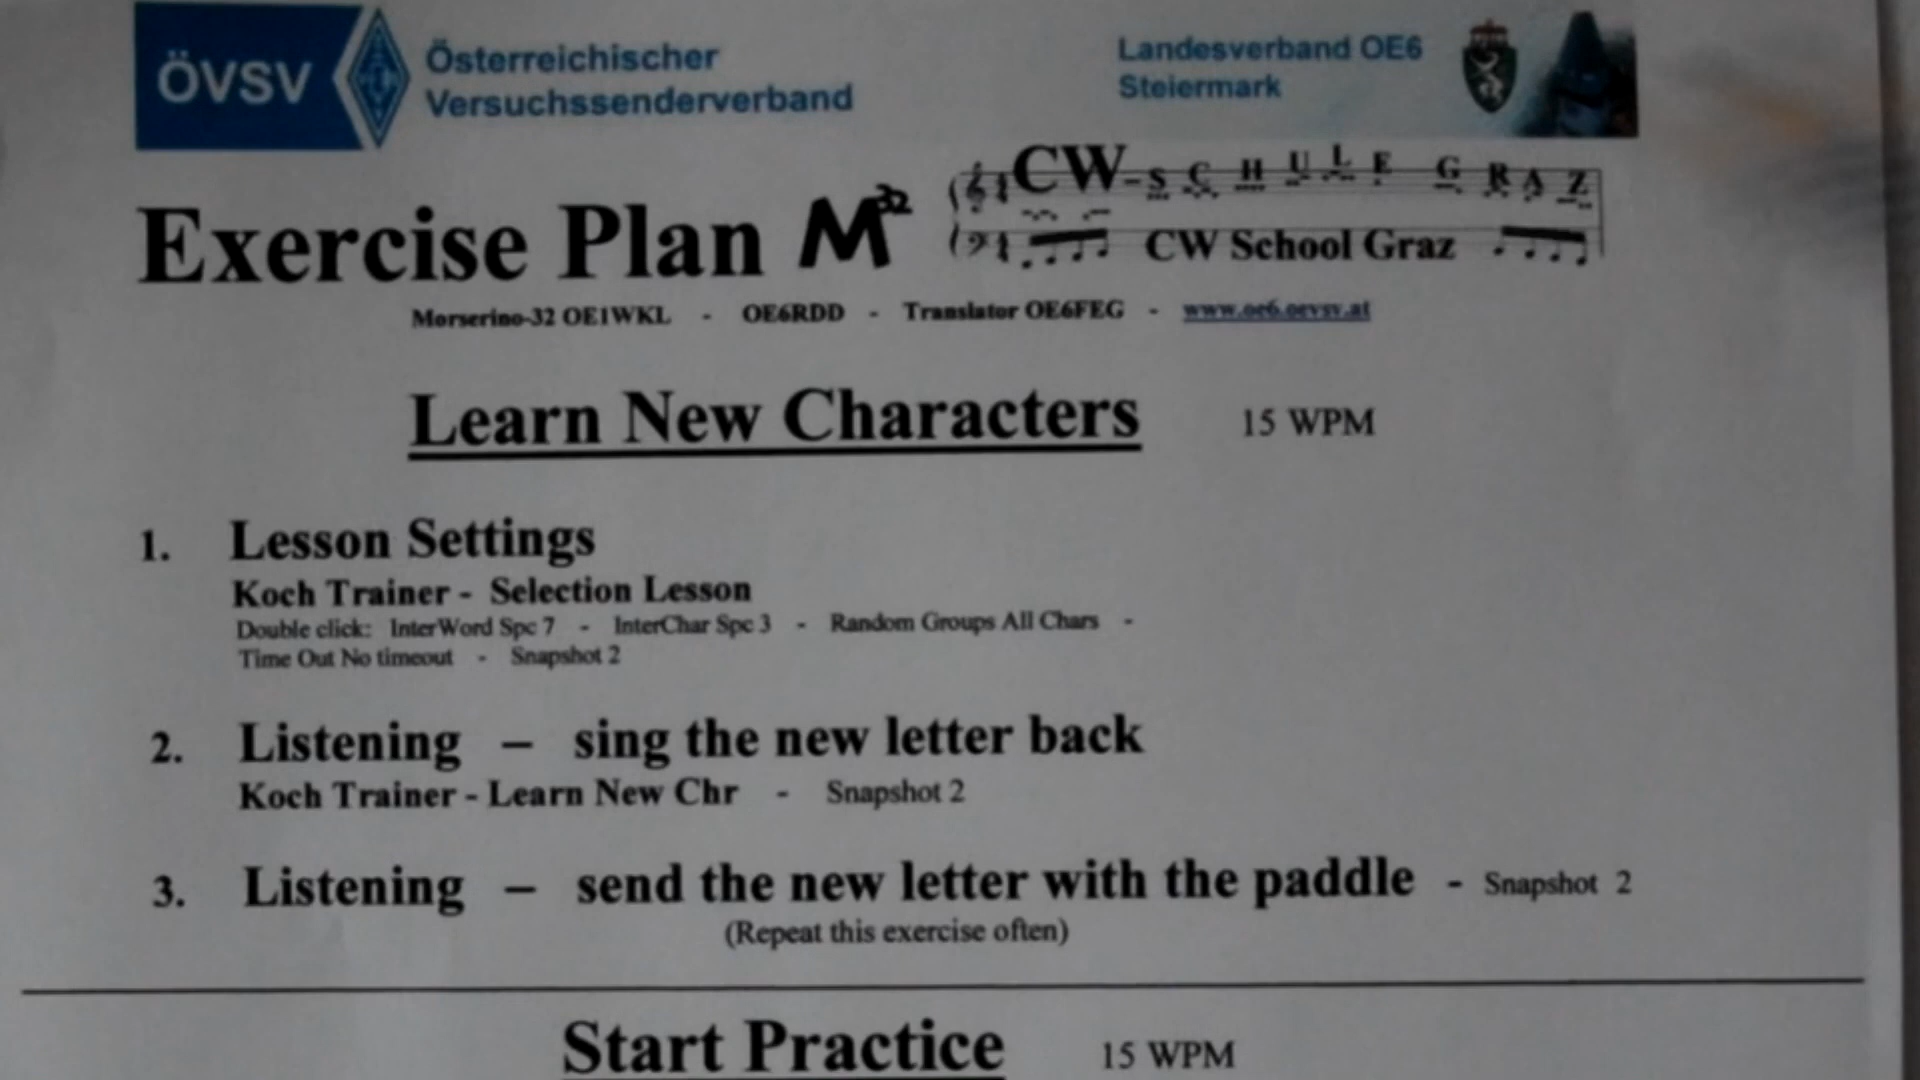 ÖVSV
Österreichischer
Versuchssenderverband
Landesverband OE6
Steiermark
Exercise Plan M32
CW-SCHULE GRAZ
CW School Graz
Morserino-32 OE1WKL - OE6RDD - Translator OE6FEG - www.oe6.oevsv.at
Learn New Characters 15 WPM
1. Lesson Settings
Koch Trainer - Selection Lesson
Double click: InterWord Spc 7 - InterChar Spc 3 - Random Groups All Chars -
Time Out No timeout - Snapshot 2
2. Listening – sing the new letter back
Koch Trainer - Learn New Chr - Snapshot 2
3. Listening – send the new letter with the paddle - Snapshot 2
(Repeat this exercise often)
Start Practice 15 WPM